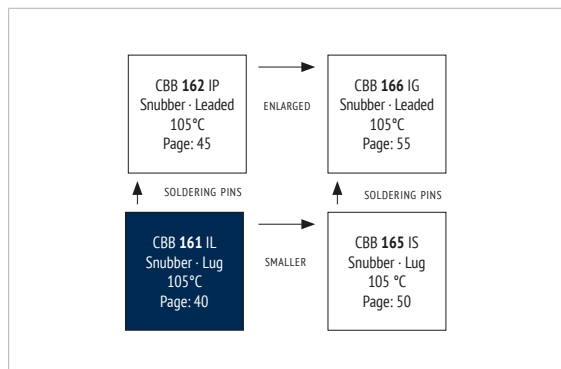 CBB 162 IP
Snubber · Leaded
105°C
Page: 45
ENLARGED
CBB 166 IG
Snubber · Leaded
105°C
Page: 55
SOLDERING PINS
SOLDERING PINS
CBB 161 IL
Snubber · Lug
105°C
Page: 40
SMALLER
CBB 165 IS
Snubber · Lug
105 °C
Page: 50